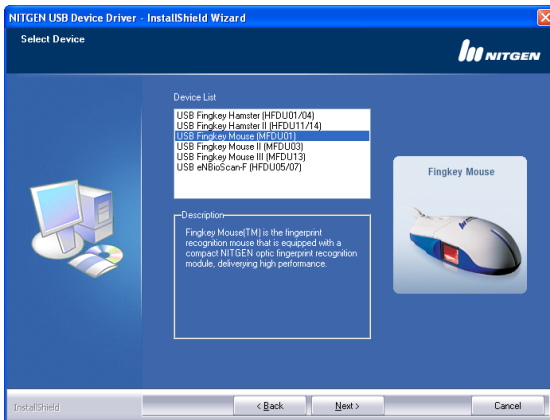 NITGEN USB Device Driver - InstallShield Wizard
Select Device
NITGEN
Device List
USB Fingkey Hamster (HFDU01/04)
USB Fingkey Hamster II (HFDU11/14)
USB Fingkey Mouse (MFDU01)
USB Fingkey Mouse II (MFDU03)
USB Fingkey Mouse III (MFDU13)
USB eNBioScan-F (HFDU05/07)
Description
Fingkey Mouse(TM) is the fingerprint
recognition mouse that is equipped with a
compact NITGEN optic fingerprint recognition
module, deliverying high performance.
Fingkey Mouse
InstallShield
< Back
Next >
Cancel